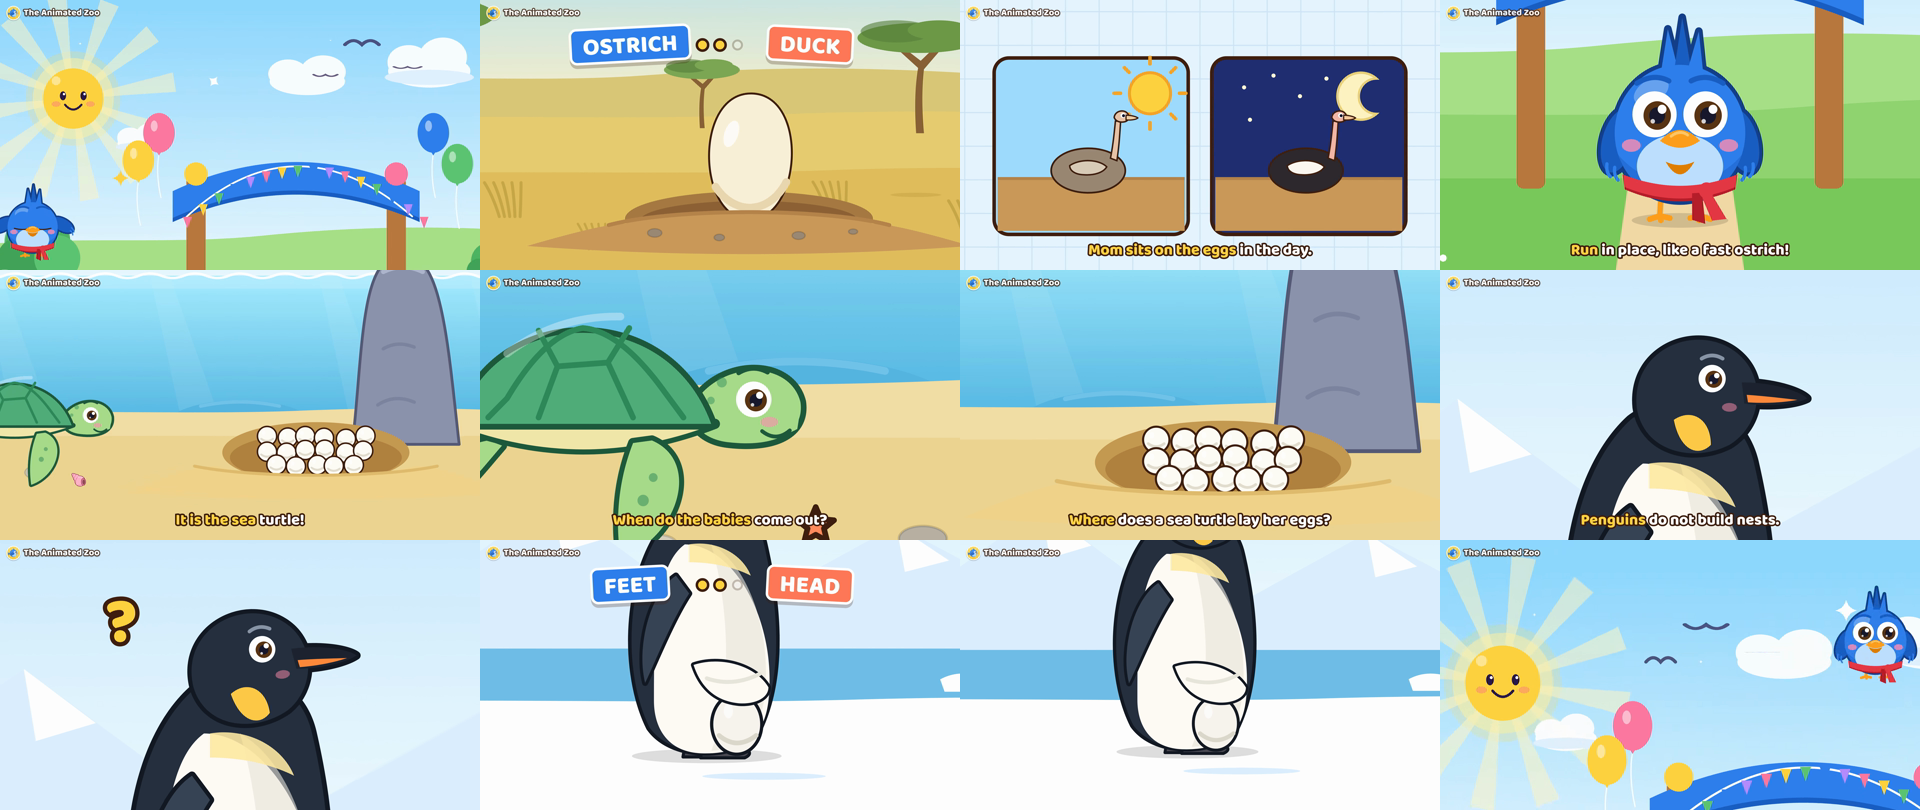 The Animated Zoo
The Animated Zoo
OSTRICH
DUCK
The Animated Zoo
Mom sits on the eggs in the day.
The Animated Zoo
Run in place, like a fast ostrich!
The Animated Zoo
It is the sea turtle!
The Animated Zoo
When do the babies come out?
The Animated Zoo
Where does a sea turtle lay her eggs?
The Animated Zoo
Penguins do not build nests.
The Animated Zoo
?
The Animated Zoo
FEET
HEAD
The Animated Zoo
The Animated Zoo